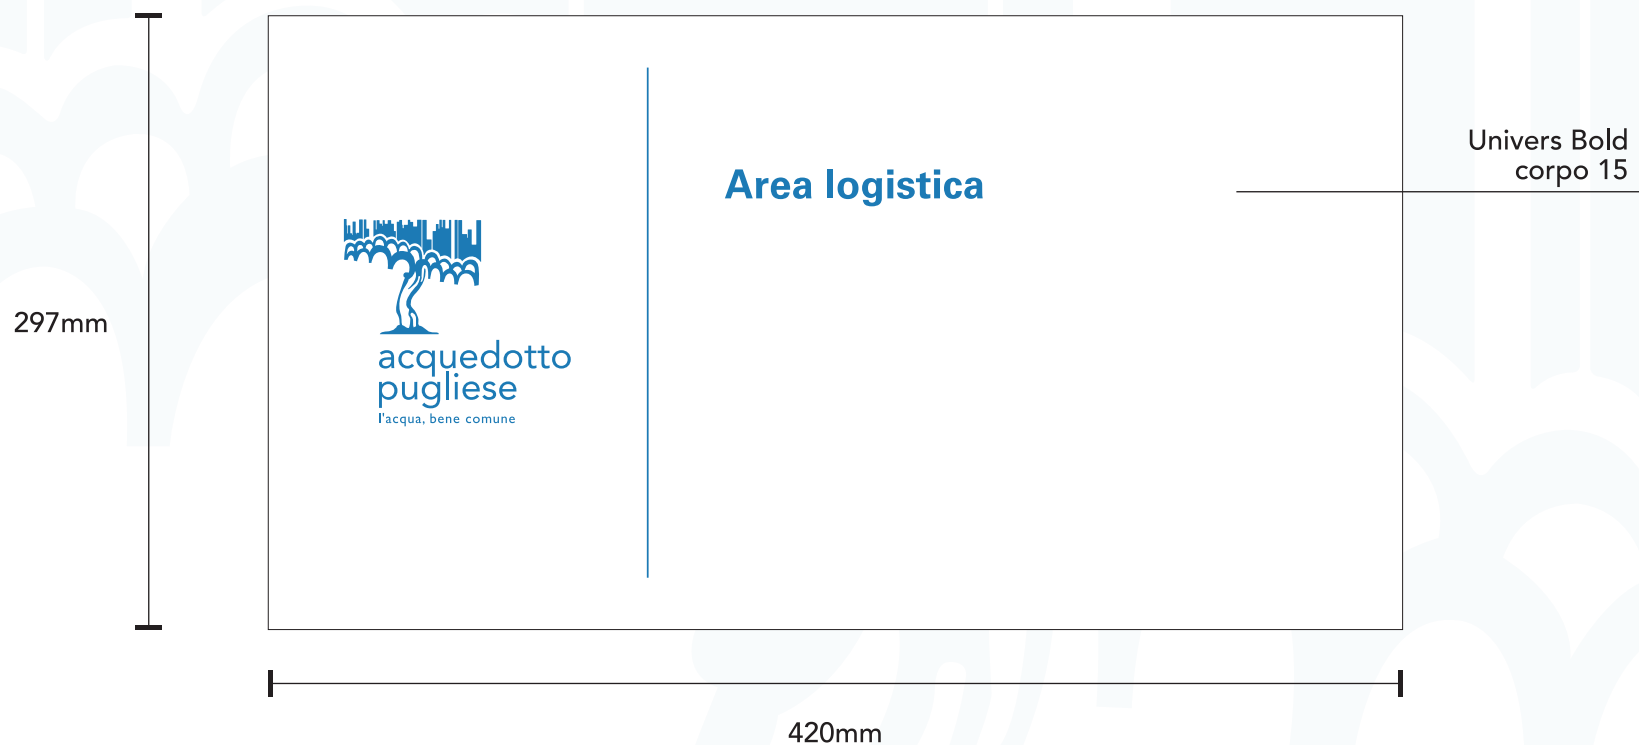 Univers Bold
corpo 15
Area logistica
297mm
acquedotto
pugliese
l'acqua, bene comune
420mm